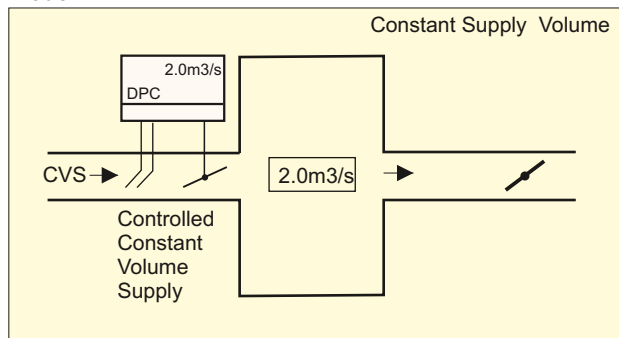 Constant Supply Volume
2.0m3/s
DPC
CVS
2.0m3/s
Controlled
Constant
Volume
Supply